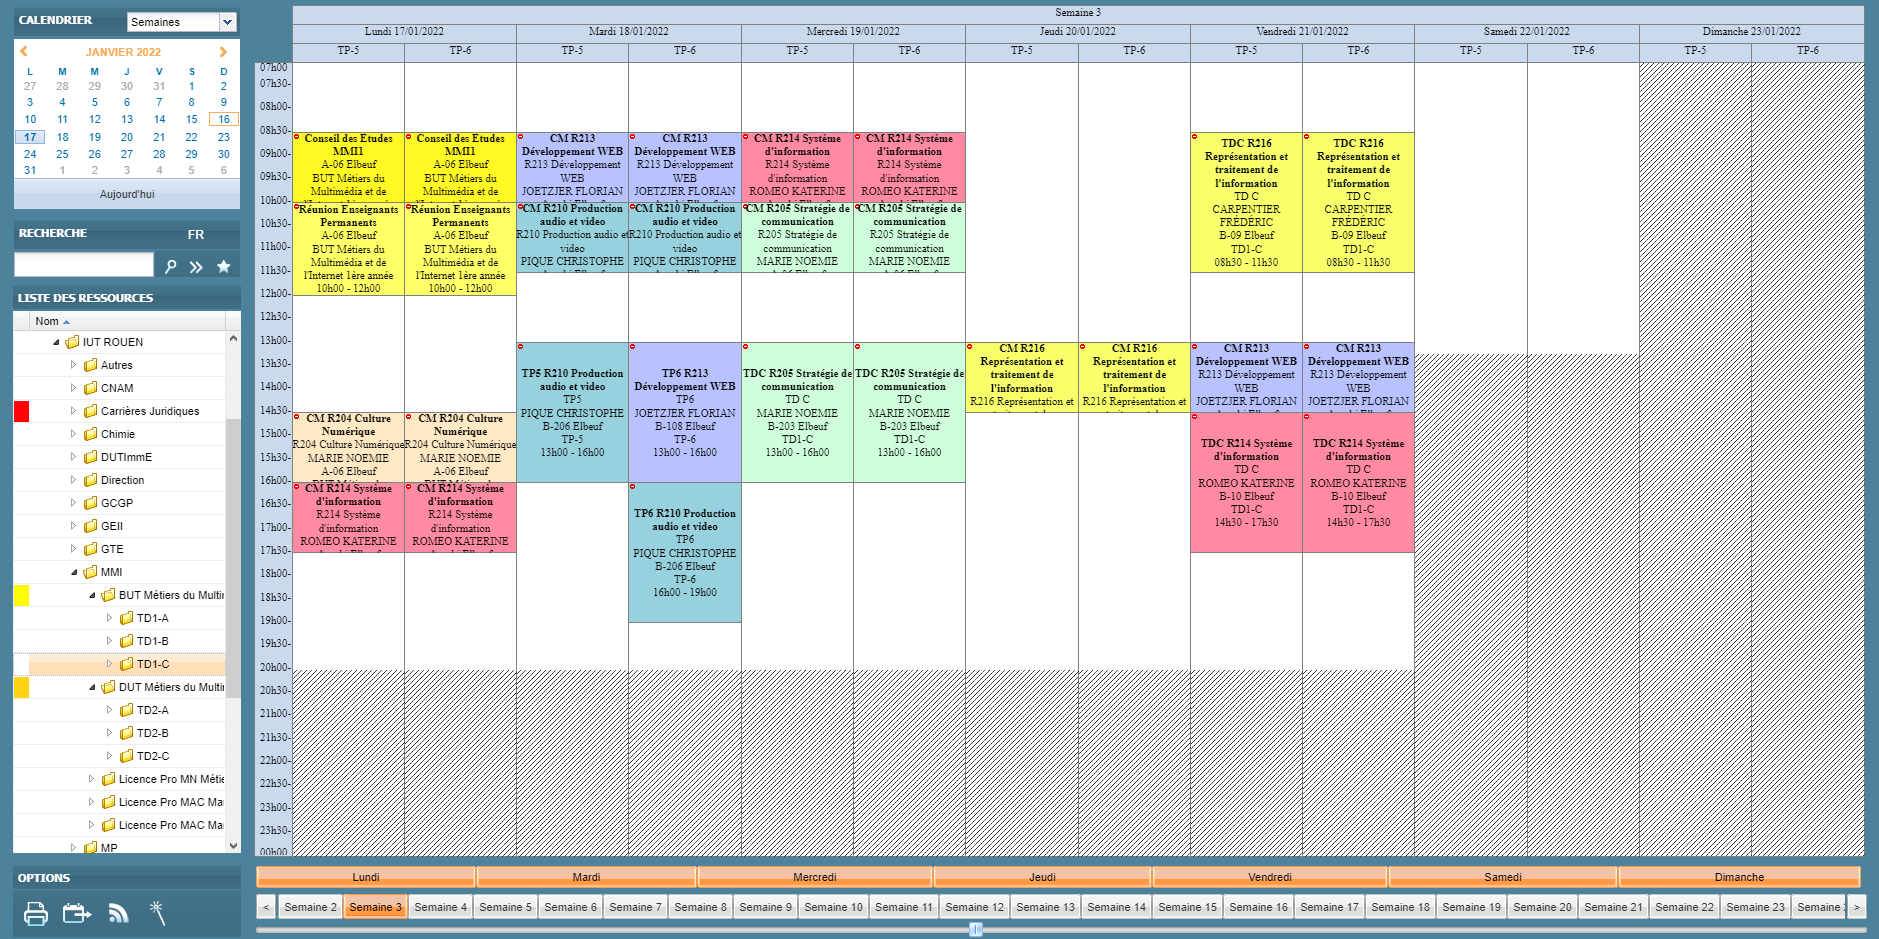 CALENDRIER
Semaines
JANVIER 2022
L M M J V S D
27 28 29 30 31 1 2
3 4 5 6 7 8 9
10 11 12 13 14 15 16
17 18 19 20 21 22 23
24 25 26 27 28 29 30
31 1 2 3 4 5 6
Aujourd'hui
RECHERCHE FR
LISTE DES RESSOURCES
Nom
IUT ROUEN
Autres
CNAM
Carrières Juridiques
Chimie
DUTImmE
Direction
GCGP
GEII
GTE
MMI
BUT Métiers du Multi
TD1-A
TD1-B
TD1-C
DUT Métiers du Multi
TD2-A
TD2-B
TD2-C
Licence Pro MN Métie
Licence Pro MAC Ma
Licence Pro MAC Ma
MP
OPTIONS
Semaine 3
Lundi 17/01/2022 Mardi 18/01/2022 Mercredi 19/01/2022 Jeudi 20/01/2022 Vendredi 21/01/2022 Samedi 22/01/2022 Dimanche 23/01/2022
TP-5 TP-6 TP-5 TP-6 TP-5 TP-6 TP-5 TP-6 TP-5 TP-6 TP-5 TP-6 TP-5 TP-6
07h00
07h30-
08h00-
08h30-
09h00-
09h30-
10h00-
10h30-
11h00-
11h30-
12h00-
12h30-
13h00-
13h30-
14h00-
14h30-
15h00-
15h30-
16h00-
16h30-
17h00-
17h30-
18h00-
18h30-
19h00-
19h30-
20h00-
20h30-
21h00-
21h30-
22h00-
22h30-
23h00-
23h30-
00h00
Conseil des Etudes
MMI1
A-06 Elbeuf
BUT Métiers du
Multimédia et de
l'Internet 1ère année
Conseil des Etudes
MMI1
A-06 Elbeuf
BUT Métiers du
Multimédia et de
l'Internet 1ère année
Réunion Enseignants
Permanents
A-06 Elbeuf
BUT Métiers du
Multimédia et de
l'Internet 1ère année
10h00 - 12h00
Réunion Enseignants
Permanents
A-06 Elbeuf
BUT Métiers du
Multimédia et de
l'Internet 1ère année
10h00 - 12h00
CM R204 Culture
Numérique
R204 Culture Numérique
MARIE NOEMIE
A-06 Elbeuf
BUT Métiers du
CM R204 Culture
Numérique
R204 Culture Numérique
MARIE NOEMIE
A-06 Elbeuf
BUT Métiers du
CM R214 Système
d'information
R214 Système
d'information
ROMEO KATERINE
CM R214 Système
d'information
R214 Système
d'information
ROMEO KATERINE
CM R213
Développement WEB
R213 Développement
WEB
JOETZJER FLORIAN
CM R213
Développement WEB
R213 Développement
WEB
JOETZJER FLORIAN
CM R210 Production
audio et video
R210 Production audio et
video
PIQUE CHRISTOPHE
CM R210 Production
audio et video
R210 Production audio et
video
PIQUE CHRISTOPHE
TP5 R210 Production
audio et video
TP5
PIQUE CHRISTOPHE
B-206 Elbeuf
TP-5
13h00 - 16h00
TP6 R213
Développement WEB
TP6
JOETZJER FLORIAN
B-108 Elbeuf
TP-6
13h00 - 16h00
TP6 R210 Production
audio et video
TP6
PIQUE CHRISTOPHE
B-206 Elbeuf
TP-6
16h00 - 19h00
CM R214 Système
d'information
R214 Système
d'information
ROMEO KATERINE
CM R214 Système
d'information
R214 Système
d'information
ROMEO KATERINE
CM R205 Stratégie de
communication
R205 Stratégie de
communication
MARIE NOEMIE
A-06 Elbeuf
CM R205 Stratégie de
communication
R205 Stratégie de
communication
MARIE NOEMIE
A-06 Elbeuf
TDC R205 Stratégie de
communication
TD C
MARIE NOEMIE
B-203 Elbeuf
TD1-C
13h00 - 16h00
TDC R205 Stratégie de
communication
TD C
MARIE NOEMIE
B-203 Elbeuf
TD1-C
13h00 - 16h00
CM R216
Représentation et
traitement de
l'information
R216 Représentation et
CM R216
Représentation et
traitement de
l'information
R216 Représentation et
TDC R216
Représentation et
traitement de
l'information
TD C
CARPENTIER
FRÉDÉRIC
B-09 Elbeuf
TD1-C
08h30 - 11h30
TDC R216
Représentation et
traitement de
l'information
TD C
CARPENTIER
FRÉDÉRIC
B-09 Elbeuf
TD1-C
08h30 - 11h30
CM R213
Développement WEB
R213 Développement
WEB
JOETZJER FLORIAN
CM R213
Développement WEB
R213 Développement
WEB
JOETZJER FLORIAN
TDC R214 Système
d'information
TD C
ROMEO KATERINE
B-10 Elbeuf
TD1-C
14h30 - 17h30
TDC R214 Système
d'information
TD C
ROMEO KATERINE
B-10 Elbeuf
TD1-C
14h30 - 17h30
Lundi Mardi Mercredi Jeudi Vendredi Samedi Dimanche
< Semaine 2 Semaine 3 Semaine 4 Semaine 5 Semaine 6 Semaine 7 Semaine 8 Semaine 9 Semaine 10 Semaine 11 Semaine 12 Semaine 13 Semaine 14 Semaine 15 Semaine 16 Semaine 17 Semaine 18 Semaine 19 Semaine 20 Semaine 21 Semaine 22 Semaine 23 Semaine >